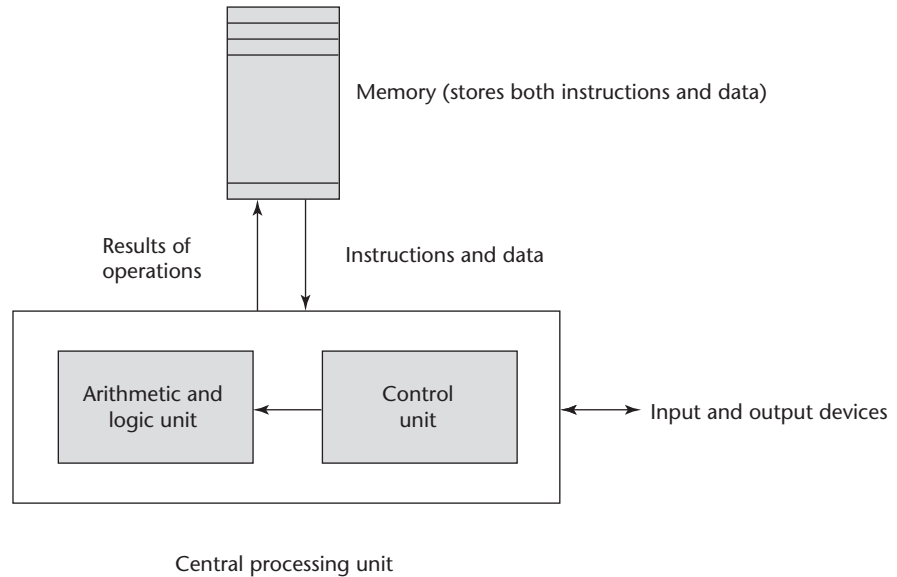 Memory (stores both instructions and data)
Results of
operations
Instructions and data
Arithmetic and
logic unit
Control
unit
Input and output devices
Central processing unit